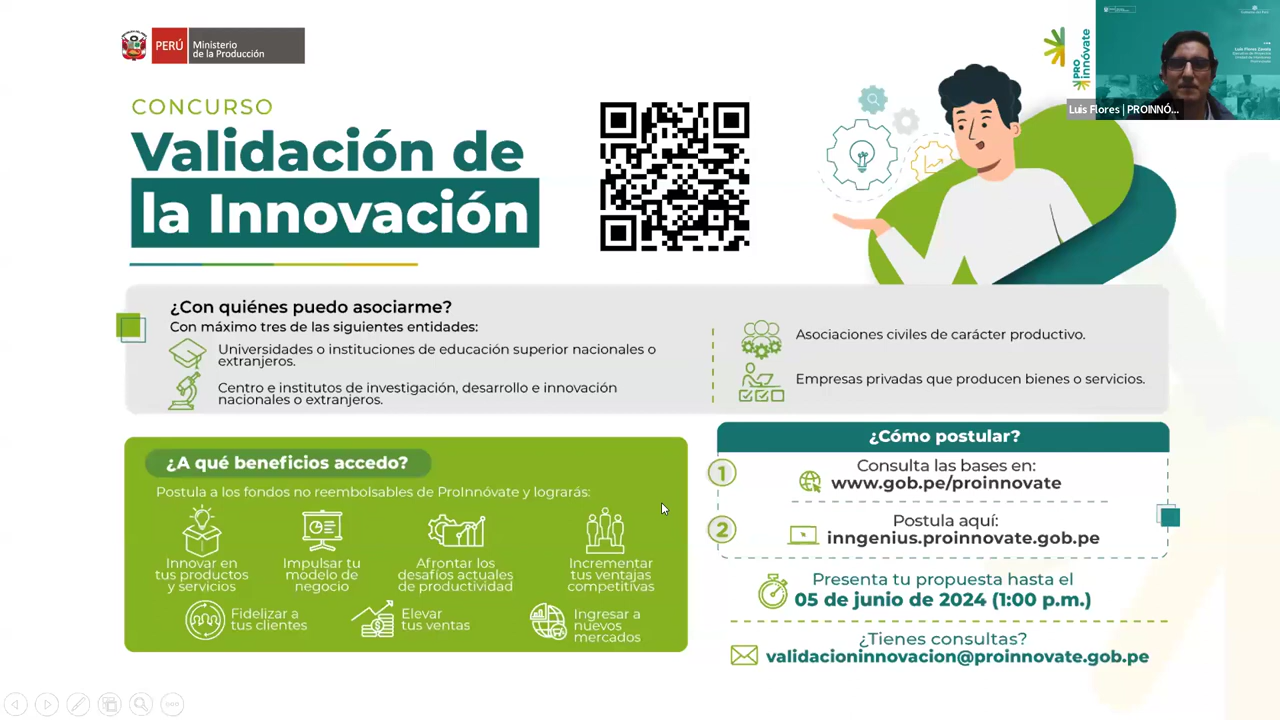 PERÚ
Ministerio
de la Producción
CONCURSO
Validación de
la Innovación
PRO
innóvate
Luis Flores | PROINNÓ...
¿Con quiénes puedo asociarme?
Con máximo tres de las siguientes entidades:
Universidades o instituciones de educación superior nacionales o
extranjeros.
Centro e institutos de investigación, desarrollo e innovación
nacionales o extranjeros.
Asociaciones civiles de carácter productivo.
Empresas privadas que producen bienes o servicios.
¿A qué beneficios accedo?
Postula a los fondos no reembolsables de ProInnóvate y lograrás:
Innovar en
tus productos
y servicios
Impulsar tu
modelo de
negocio
Afrontar los
desafíos actuales
de productividad
Incrementar
tus ventajas
competitivas
Fidelizar a
tus clientes
Elevar
tus ventas
Ingresar a
nuevos
mercados
¿Cómo postular?
1
Consulta las bases en:
www.gob.pe/proinnovate
2
Postula aquí:
inngenius.proinnovate.gob.pe
Presenta tu propuesta hasta el
05 de junio de 2024 (1:00 p.m.)
¿Tienes consultas?
validacioninnovacion@proinnovate.gob.pe